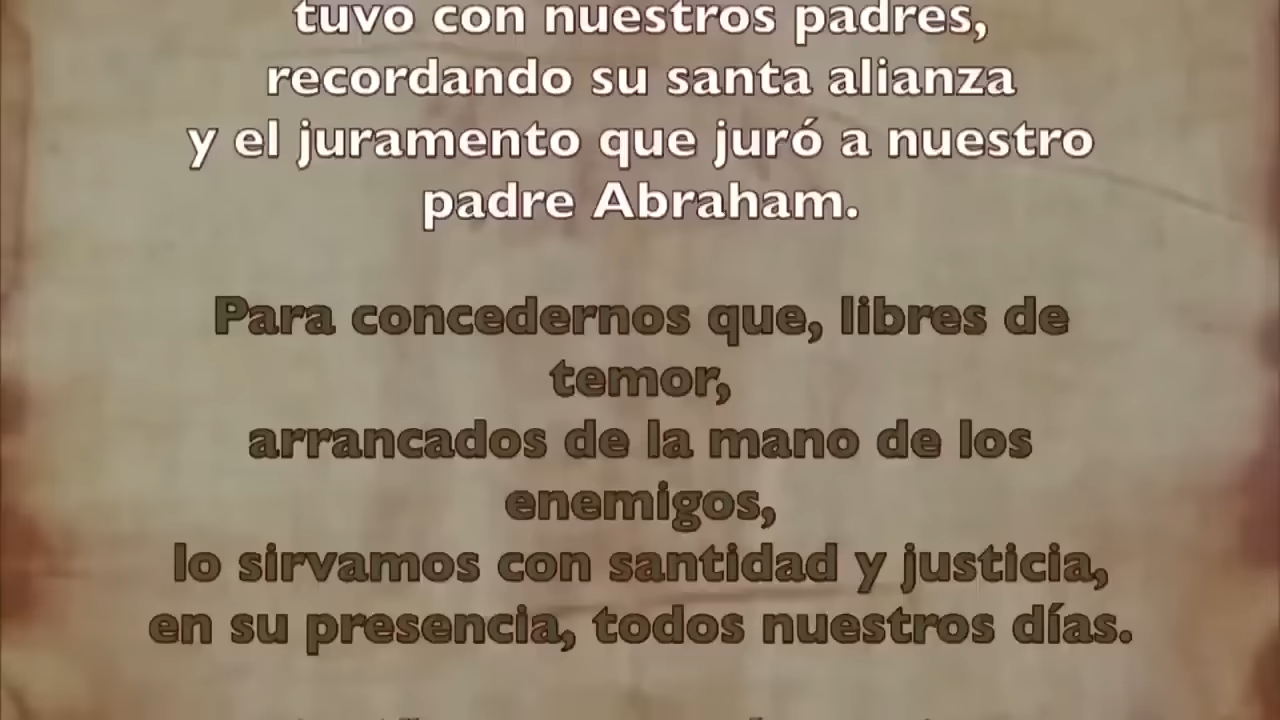 tuvo con nuestros padres,
recordando su santa alianza
y el juramento que juró a nuestro
padre Abraham.
Para concedernos que, libres de
temor,
arrancados de la mano de los
enemigos,
lo sirvamos con santidad y justicia,
en su presencia, todos nuestros días.